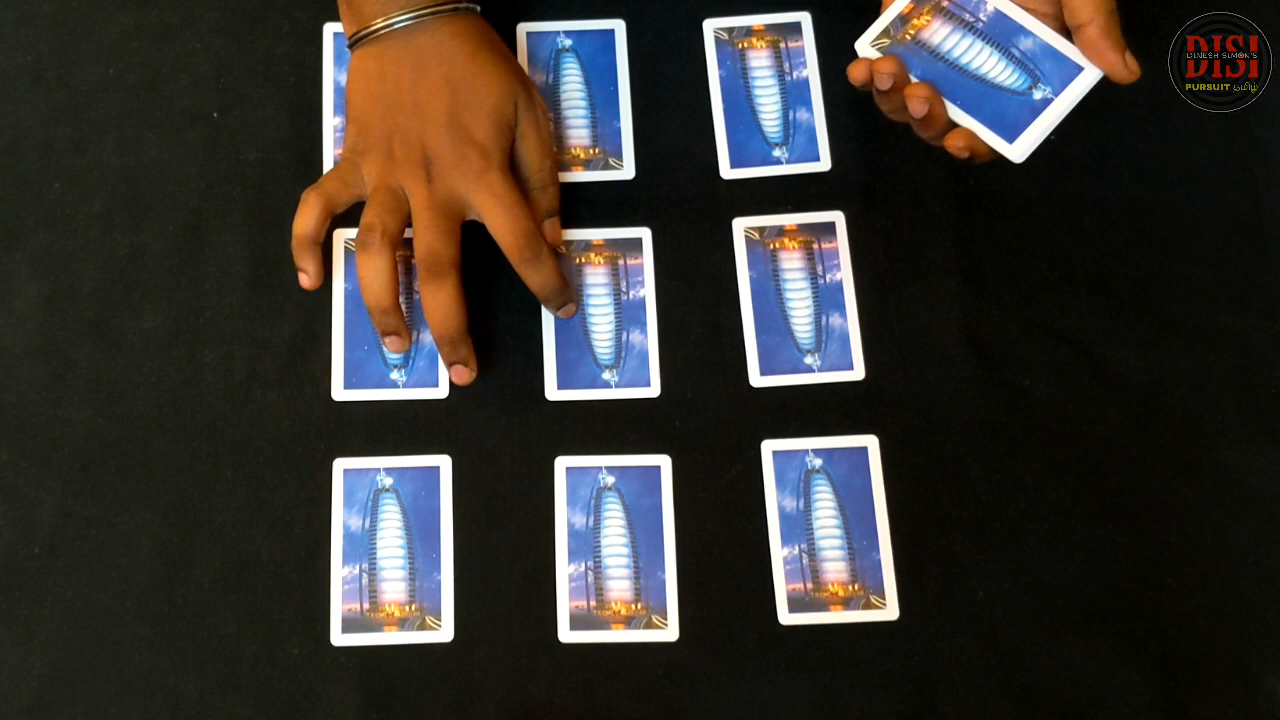 DINESH SIMON'S
DISI
PURSUIT தமிழ்